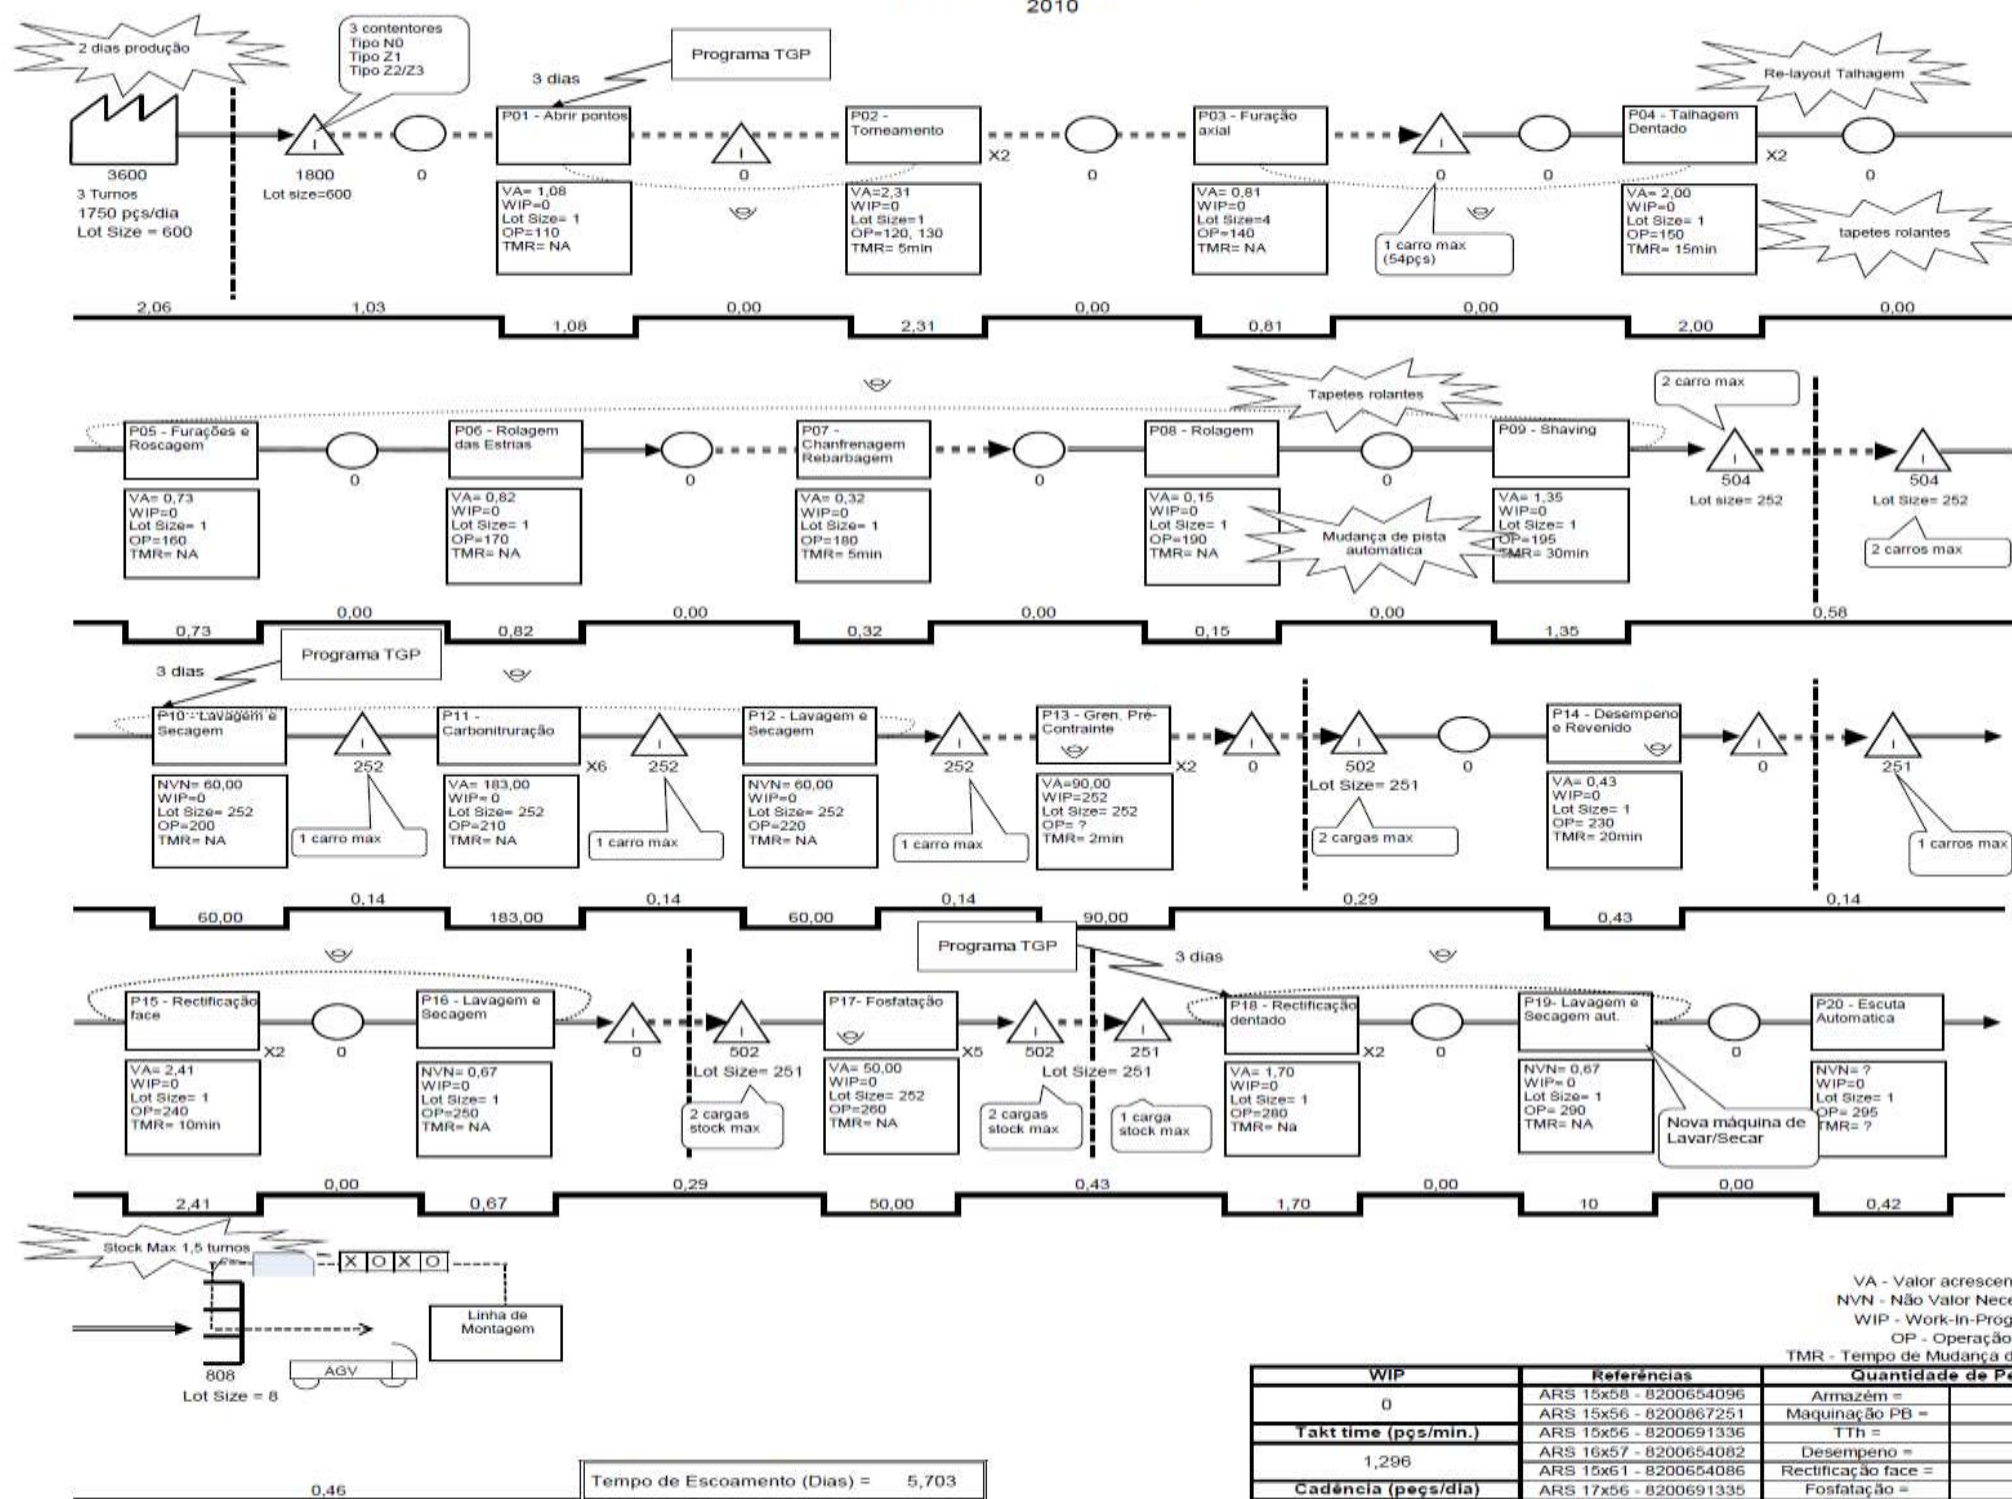 2010
2 dias produção
3 contentores
Tipo N0
Tipo Z1
Tipo Z2/Z3
3 dias
Programa TGP
Re-layout Talhagem
3600
3 Turnos
1750 pçs/dia
Lot Size = 600
I
1800
Lot size=600
0
P01 - Abrir pontos
VA= 1,08
WIP=0
Lot Size= 1
OP=110
TMR= NA
I
0
P02 -
Torneamento
X2
VA=2,31
WIP=0
Lot Size=1
OP=120, 130
TMR= 5min
0
P03 - Furação
axial
VA= 0,81
WIP=0
Lot Size=4
OP=140
TMR= NA
I
0
1 carro max
(54pçs)
0
P04 - Talhagem
Dentado
X2
VA= 2,00
WIP=0
Lot Size= 1
OP=150
TMR= 15min
0
tapetes rolantes
2,06
1,03
1,08
0,00
2,31
0,00
0,81
0,00
2,00
0,00
P05 - Furações e
Roscagem
VA= 0,73
WIP=0
Lot Size= 1
OP=160
TMR= NA
0
P06 - Rolagem
das Estrias
VA= 0,82
WIP=0
Lot Size= 1
OP=170
TMR= NA
0
P07 -
Chanfrenagem
Rebarbagem
VA= 0,32
WIP=0
Lot Size= 1
OP=180
TMR= 5min
0
P08 - Rolagem
VA= 0,15
WIP=0
Lot Size= 1
OP=190
TMR= NA
Tapetes rolantes
0
Mudança de pista
automática
P09 - Shaving
VA= 1,35
WIP=0
Lot Size= 1
OP=195
TMR= 30min
2 carro max
I
504
Lot size= 252
I
504
Lot Size= 252
2 carros max
0,73
0,00
0,82
0,00
0,32
0,00
0,15
0,00
1,35
0,58
3 dias
Programa TGP
P10 - Lavagem e
Secagem
NVN= 60,00
WIP=0
Lot Size= 252
OP=200
TMR= NA
I
252
1 carro max
P11 -
Carbonitruração
X6
VA= 183,00
WIP= 0
Lot Size= 252
OP=210
TMR= NA
I
252
1 carro max
P12 - Lavagem e
Secagem
NVN= 60,00
WIP=0
Lot Size= 252
OP=220
TMR= NA
I
252
1 carro max
P13 - Gren. Pré-
Contrainte
X2
VA=90,00
WIP=252
Lot Size= 252
OP= ?
TMR= 2min
I
0
I
502
Lot Size= 251
2 cargas max
0
P14 - Desempeno
e Revenido
VA= 0,43
WIP=0
Lot Size= 1
OP= 230
TMR= 20min
I
0
I
251
1 carros max
60,00
0,14
183,00
0,14
60,00
0,14
90,00
0,29
0,43
0,14
Programa TGP
3 dias
P15 - Rectificação
face
X2
VA= 2,41
WIP=0
Lot Size= 1
OP=240
TMR= 10min
0
P16 - Lavagem e
Secagem
NVN= 0,67
WIP=0
Lot Size= 1
OP=250
TMR= NA
I
0
I
502
Lot Size= 251
2 cargas
stock max
P17- Fosfatação
X5
VA= 50,00
WIP=0
Lot Size= 252
OP=260
TMR= NA
I
502
Lot Size= 251
2 cargas
stock max
I
251
1 carga
stock max
P18 - Rectificação
dentado
X2
VA= 1,70
WIP=0
Lot Size= 1
OP=280
TMR= Na
0
P19- Lavagem e
Secagem aut.
NVN= 0,67
WIP=0
Lot Size= 1
OP= 290
TMR= NA
0
Nova máquina de
Lavar/Secar
P20 - Escuta
Automatica
NVN= ?
WIP=0
Lot Size= 1
OP= 295
TMR= ?
2,41
0,00
0,67
0,29
50,00
0,43
1,70
0,00
10
0,00
0,42
Stock Max 1,5 turnos
X O X O
Linha de
Montagem
808
Lot Size = 8
AGV
VA - Valor acrescen
NVN - Não Valor Nece
WIP - Work-In-Prog
OP - Operação
TMR - Tempo de Mudança d
WIP Referências Quantidade de Pe
0
ARS 15x58 - 8200654096 Armazém =
ARS 15x56 - 8200867251 Maquinação PB =
Takt time (pçs/min.) ARS 15x56 - 8200691336 TTh =
1,296
ARS 16x57 - 8200654082 Desempeno =
ARS 15x61 - 8200654086 Rectificação face =
Cadência (peçs/dia) ARS 17x56 - 8200691335 Fosfatação =
0,46
Tempo de Escoamento (Dias) = 5,703